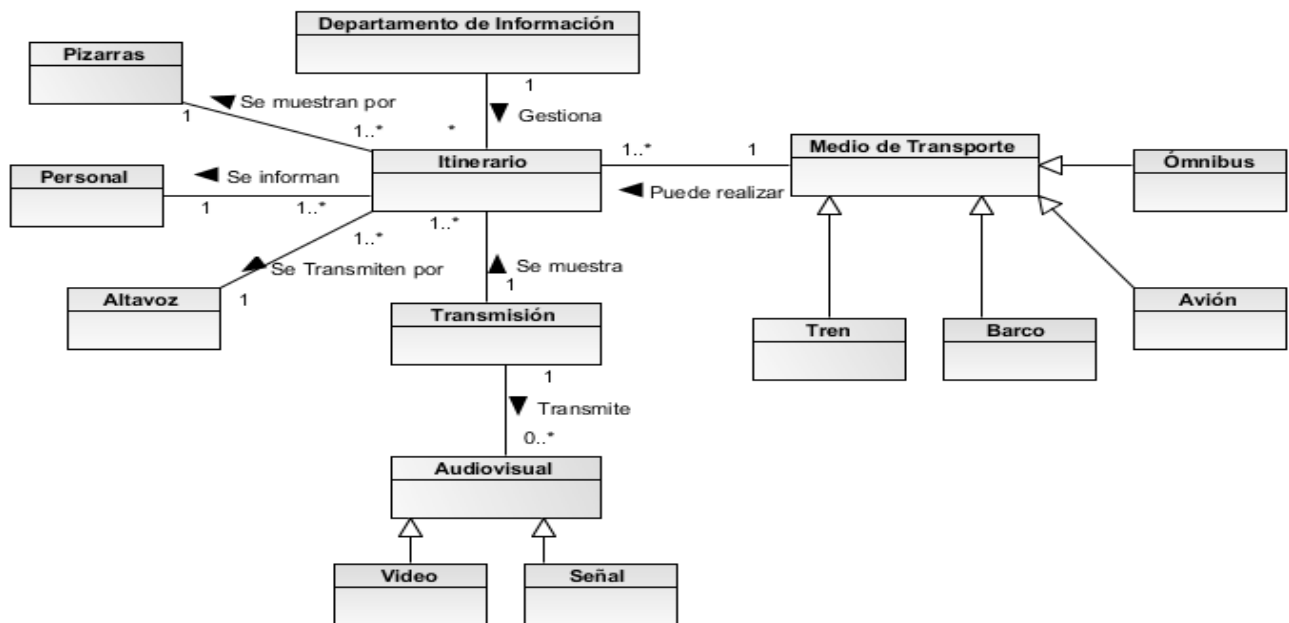 Departamento de Información
Pizarras
1
Se muestran por
Gestiona
1
1..*
*
Itinerario
1..*
1
Medio de Transporte
Ómnibus
Personal
Se informan
Puede realizar
1
1..*
1..*
1..*
Se Transmiten por
Se muestra
Altavoz
1
1
Avión
Transmisión
Tren
Barco
1
Transmite
0..*
Audiovisual
Video
Señal